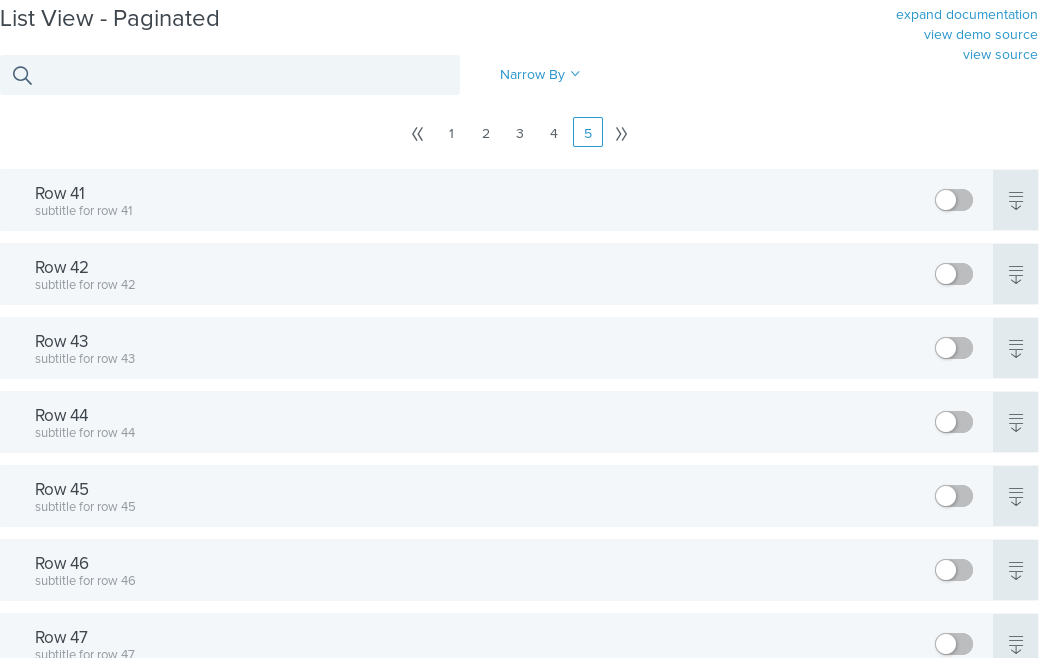 List View - Paginated
expand documentation
view demo source
view source
Narrow By
1 2 3 4 5
Row 41
subtitle for row 41
Row 42
subtitle for row 42
Row 43
subtitle for row 43
Row 44
subtitle for row 44
Row 45
subtitle for row 45
Row 46
subtitle for row 46
Row 47
subtitle for row 47